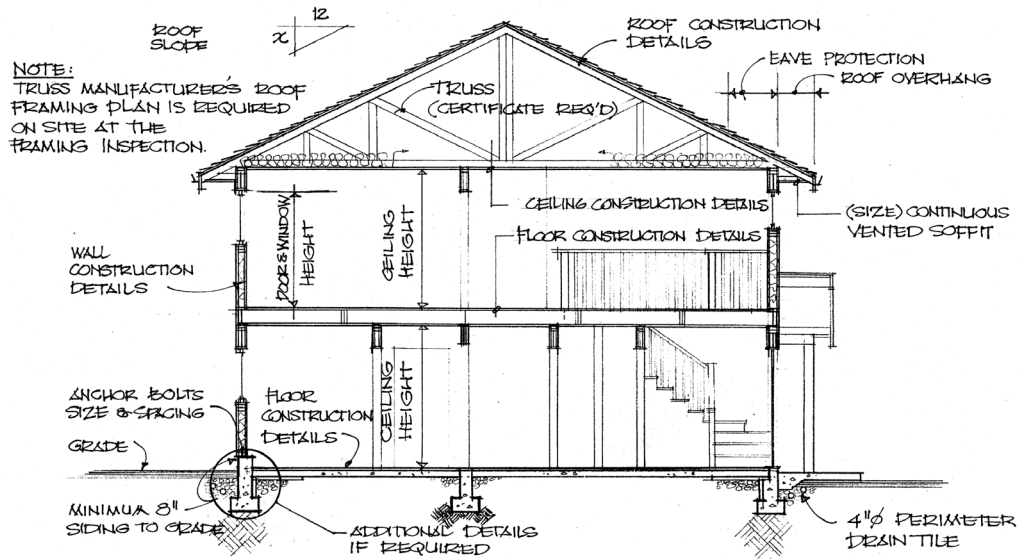 ROOF
SLOPE
12
x
ROOF CONSTRUCTION
DETAILS
EAVE PROTECTION
ROOF OVERHANG
NOTE:
TRUSS MANUFACTURER'S ROOF
FRAMING PLAN IS REQUIRED
ON SITE AT THE
FRAMING INSPECTION.
TRUSS
(CERTIFICATE REQ'D)
CEILING CONSTRUCTION DETAILS
(SIZE) CONTINUOUS
VENTED SOFFIT
FLOOR CONSTRUCTION DETAILS
DOOR & WINDOW
HEIGHT
CEILING
HEIGHT
WALL
CONSTRUCTION
DETAILS
ANCHOR BOLTS
SIZE & SPACING
FLOOR
CONSTRUCTION
DETAILS
CEILING
HEIGHT
GRADE
MINIMUM 8"
SIDING TO GRADE
ADDITIONAL DETAILS
IF REQUIRED
4"Ø PERIMETER
DRAIN TILE